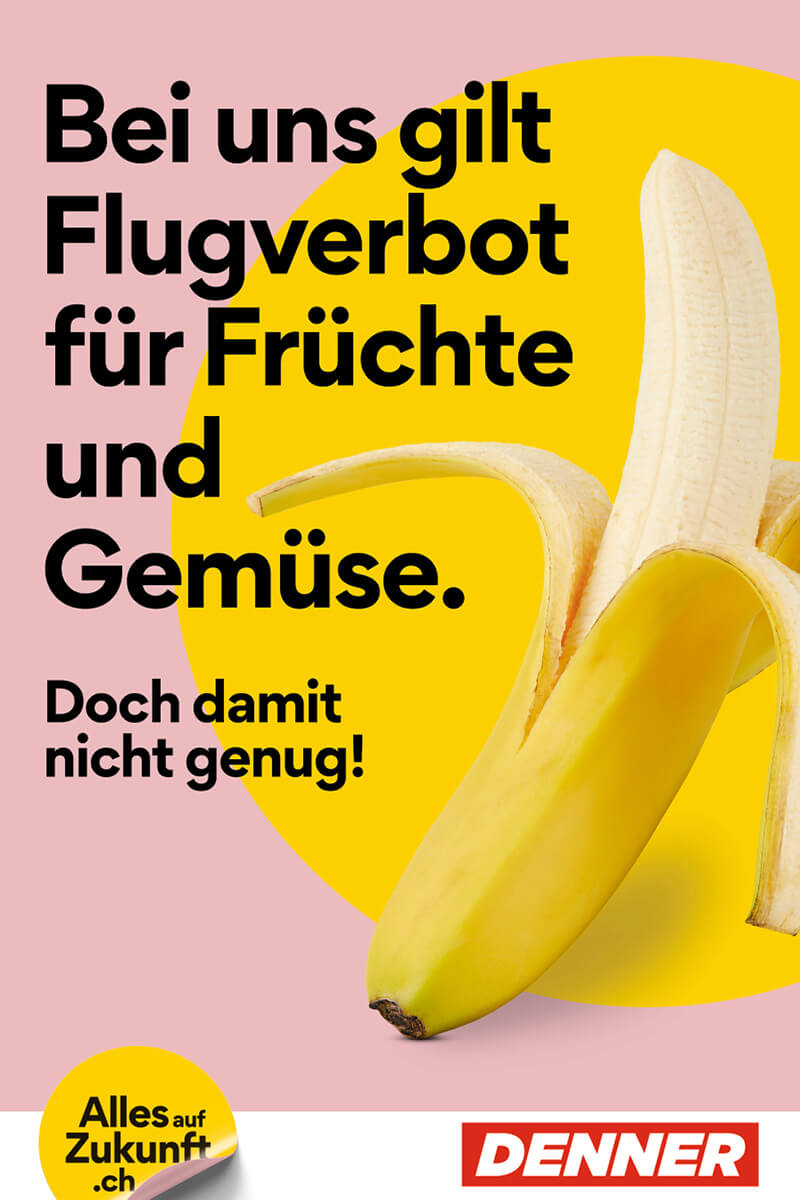 Bei uns gilt
Flugverbot
für Früchte
und
Gemüse.
Doch damit
nicht genug!
Alles auf
Zukunft
.ch
DENNER